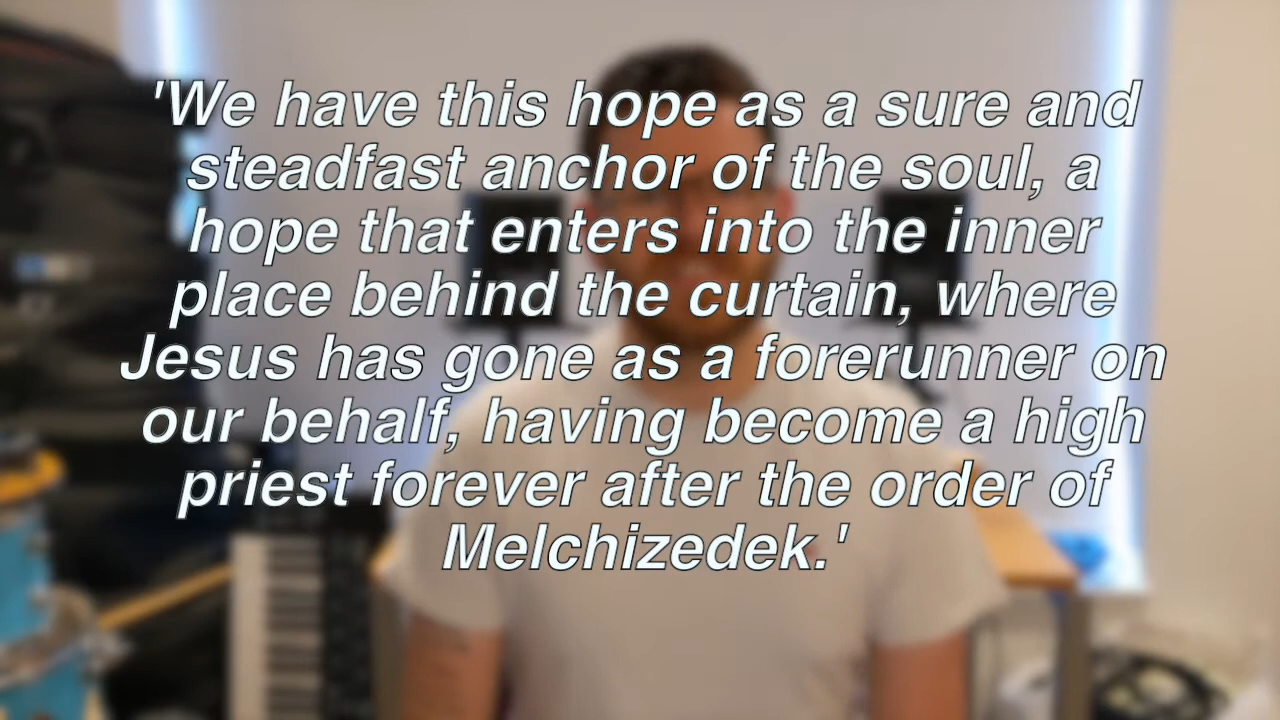 'We have this hope as a sure and
steadfast anchor of the soul, a
hope that enters into the inner
place behind the curtain, where
Jesus has gone as a forerunner on
our behalf, having become a high
priest forever after the order of
Melchizedek.'